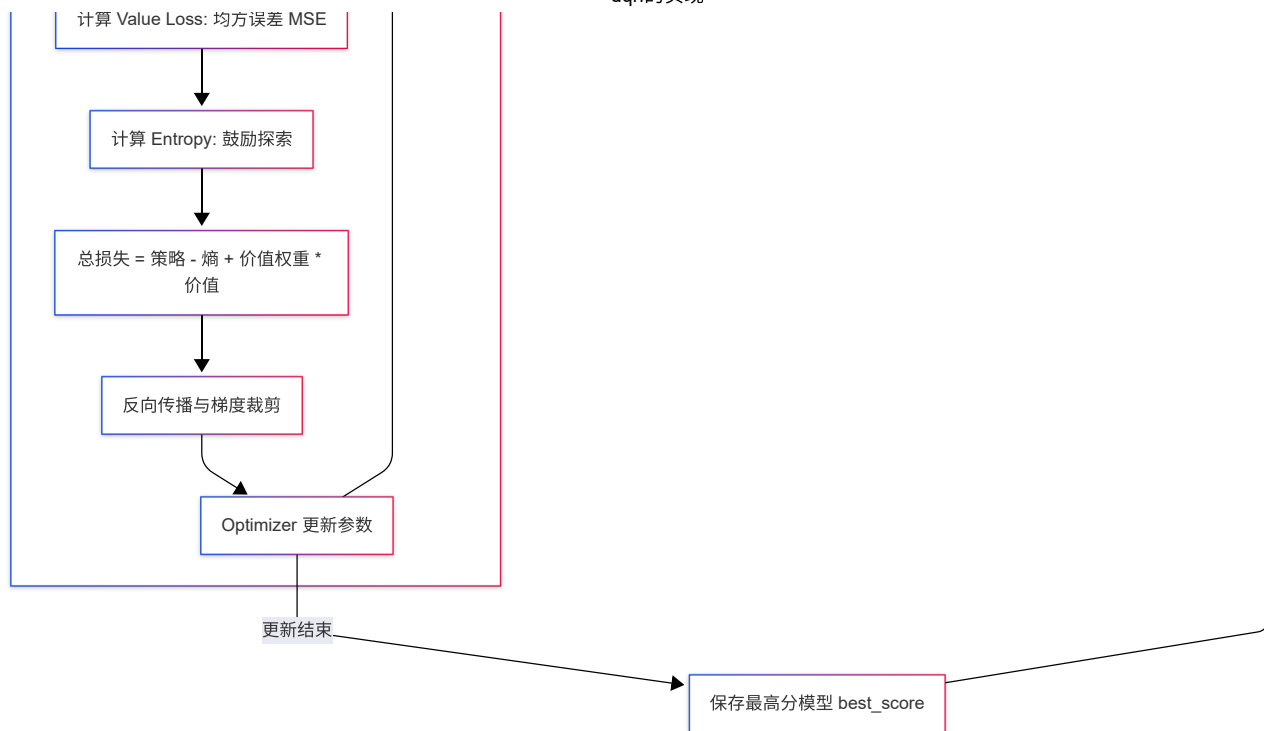 计算 Value Loss: 均方误差 MSE
计算 Entropy: 鼓励探索
总损失 = 策略 - 熵 + 价值权重 *
价值
反向传播与梯度裁剪
Optimizer 更新参数
更新结束
保存最高分模型 best_score